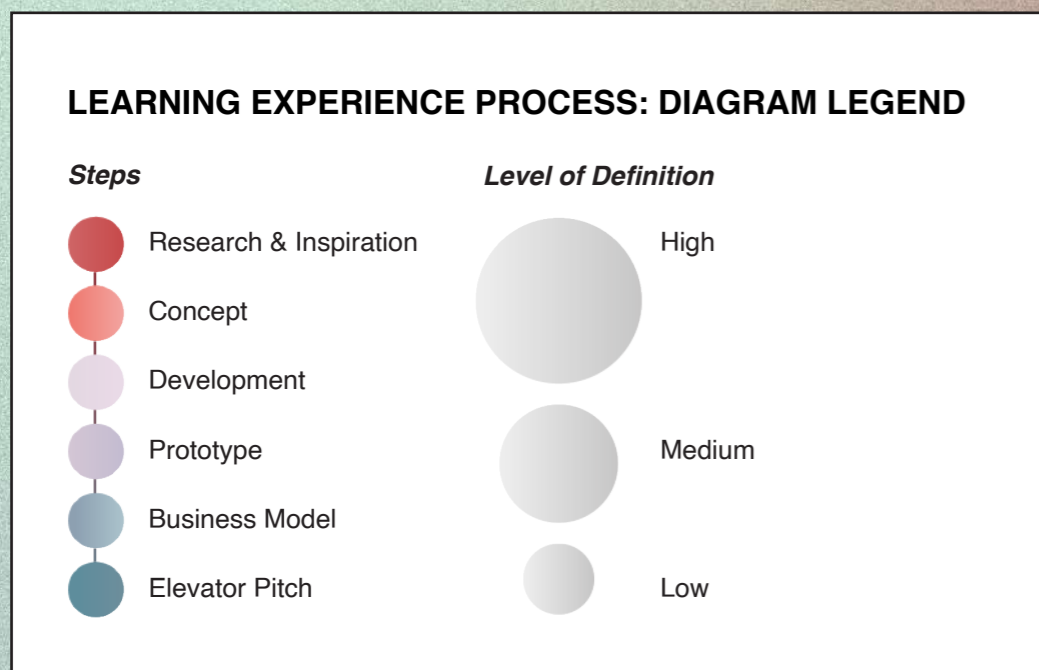 LEARNING EXPERIENCE PROCESS: DIAGRAM LEGEND
Steps
Research & Inspiration
Concept
Development
Prototype
Business Model
Elevator Pitch
Level of Definition
High
Medium
Low